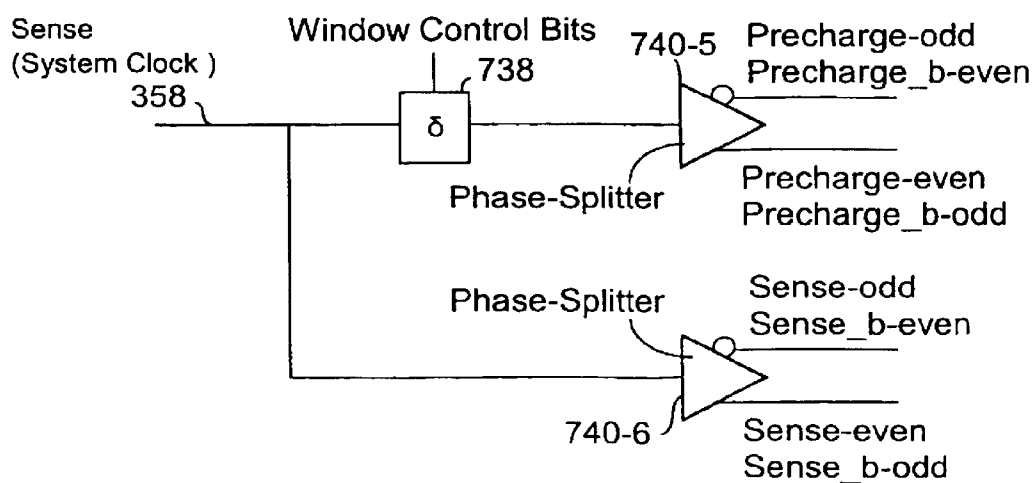 Sense
(System Clock )
358
Window Control Bits
738
δ
740-5
Precharge-odd
Precharge_b-even
Phase-Splitter
Precharge-even
Precharge_b-odd
Phase-Splitter
Sense-odd
Sense_b-even
740-6
Sense-even
Sense_b-odd